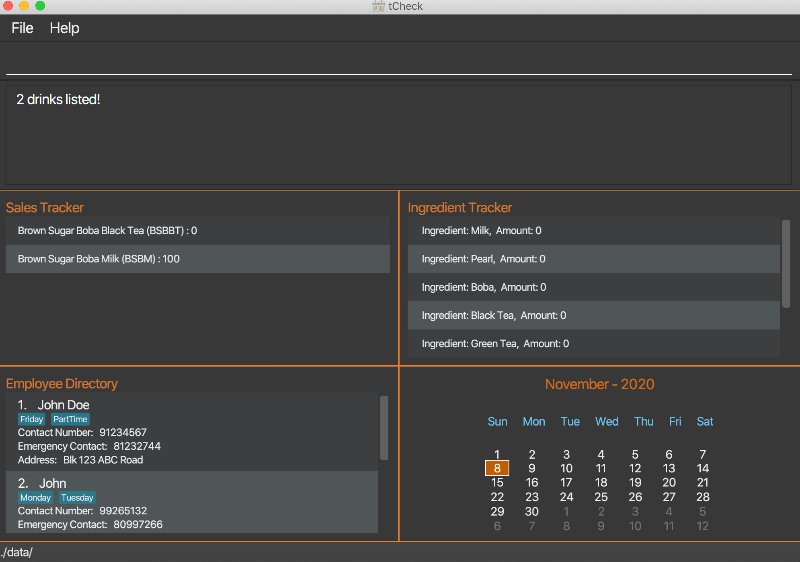 tCheck
File Help
2 drinks listed!
Sales Tracker
Brown Sugar Boba Black Tea (BSBBT) : 0
Brown Sugar Boba Milk (BSBM) : 100
Ingredient Tracker
Ingredient: Milk, Amount: 0
Ingredient: Pearl, Amount: 0
Ingredient: Boba, Amount: 0
Ingredient: Black Tea, Amount: 0
Ingredient: Green Tea, Amount: 0
Employee Directory
1. John Doe
Friday PartTime
Contact Number: 91234567
Emergency Contact: 81232744
Address: Blk 123 ABC Road
2. John
Monday Tuesday
Contact Number: 99265132
Emergency Contact: 80997266
November - 2020
Sun Mon Tue Wed Thu Fri Sat
1 2 3 4 5 6 7
8 9 10 11 12 13 14
15 16 17 18 19 20 21
22 23 24 25 26 27 28
29 30 1 2 3 4 5
6 7 8 9 10 11 12
./data/